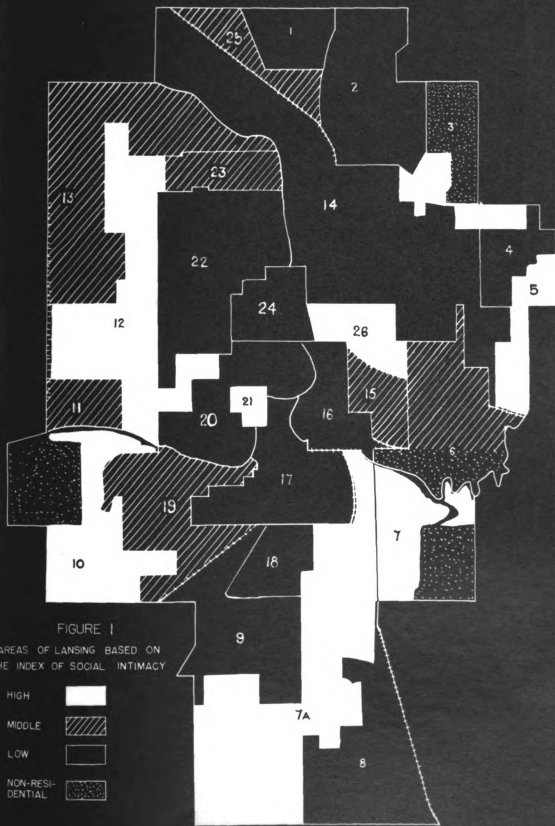 25
1
2
3
13
23
14
4
22
5
24
12
26
11
15
21
20
16
6
17
19
7
10
18
9
7A
8
FIGURE 1
AREAS OF LANSING BASED ON
THE INDEX OF SOCIAL INTIMACY
HIGH
MIDDLE
LOW
NON-RESI-
DENTIAL